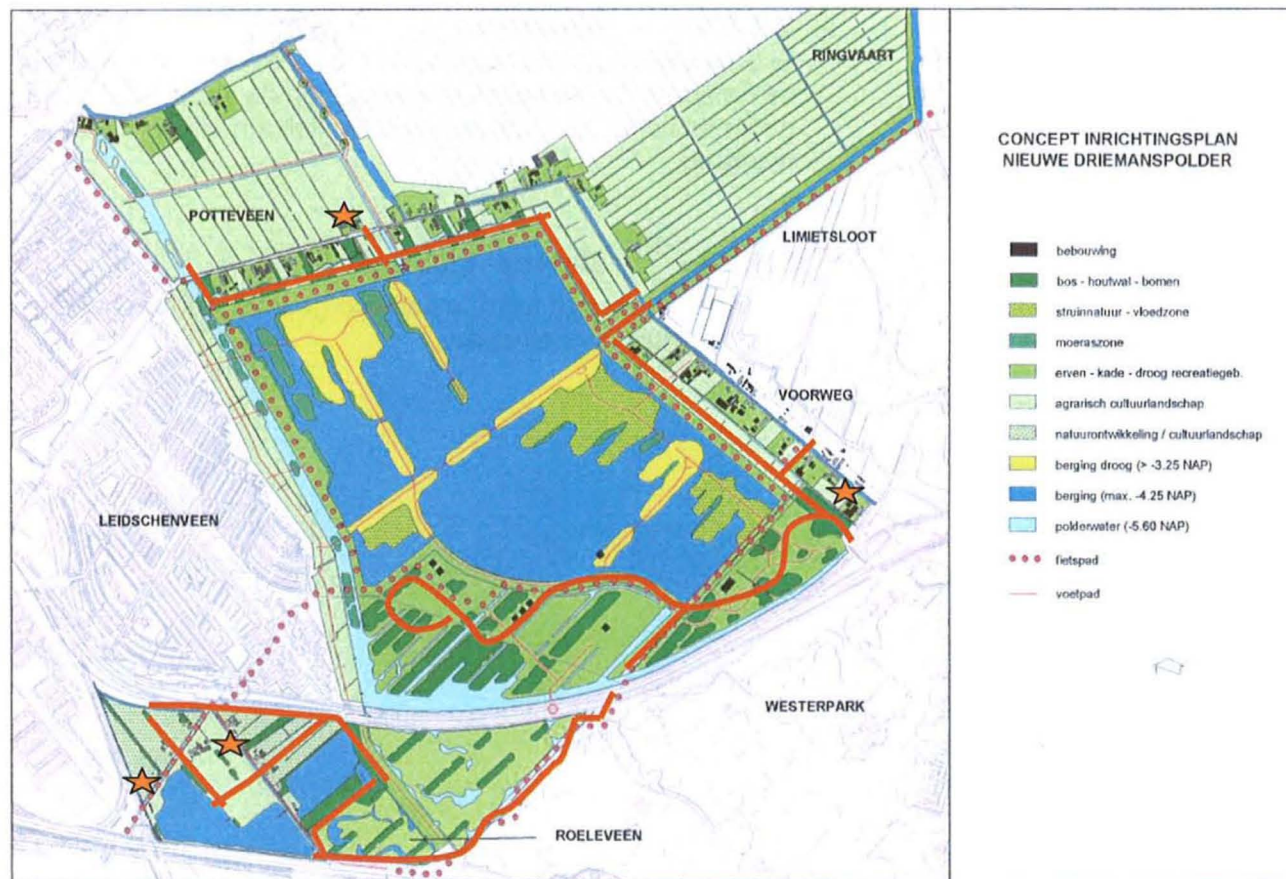 RINGVAART
POTTEVEEN
LIMIETSLOOT
VOORWEG
LEIDSCHENVEEN
WESTERPARK
ROELEVEEN
CONCEPT INRICHTINGSPLAN
NIEUWE DRIEMANSPOLDER
bebouwing
bos - houtwal - bomen
struinnatuur - vloedzone
moeraszone
erven - kade - droog recreatiegeb.
agrarisch cultuurlandschap
natuurontwikkeling / cultuurlandschap
berging droog (> -3.25 NAP)
berging (max. -4.25 NAP)
polderwater (-5.60 NAP)
fietspad
voetpad